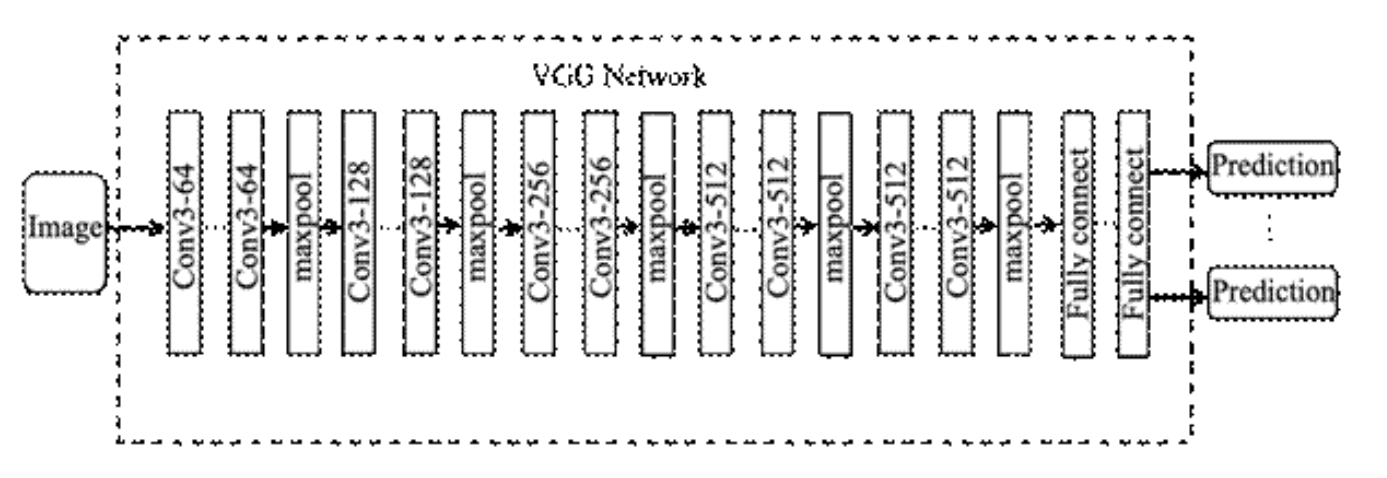 VGG Network
Image
Conv3-64
Conv3-64
maxpool
Conv3-128
Conv3-128
maxpool
Conv3-256
Conv3-256
maxpool
Conv3-512
Conv3-512
maxpool
Conv3-512
Conv3-512
maxpool
Fully connect
Fully connect
Prediction
Prediction